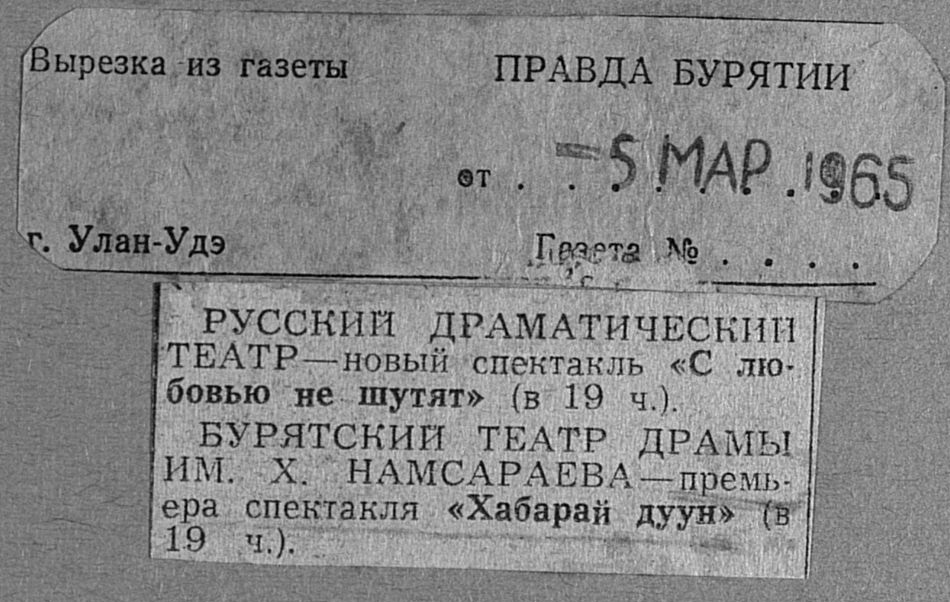 Вырезка из газеты ПРАВДА БУРЯТИИ
от . . -5 МАР . 1965
г. Улан-Удэ Газета № . . . .
РУССКИЙ ДРАМАТИЧЕСКИЙ
ТЕАТР—новый спектакль «С лю-
бовью не шутят» (в 19 ч.).
БУРЯТСКИЙ ТЕАТР ДРАМЫ
ИМ. Х. НАМСАРАЕВА—премь-
ера спектакля «Хабарай дуун» (в
19 ч.).